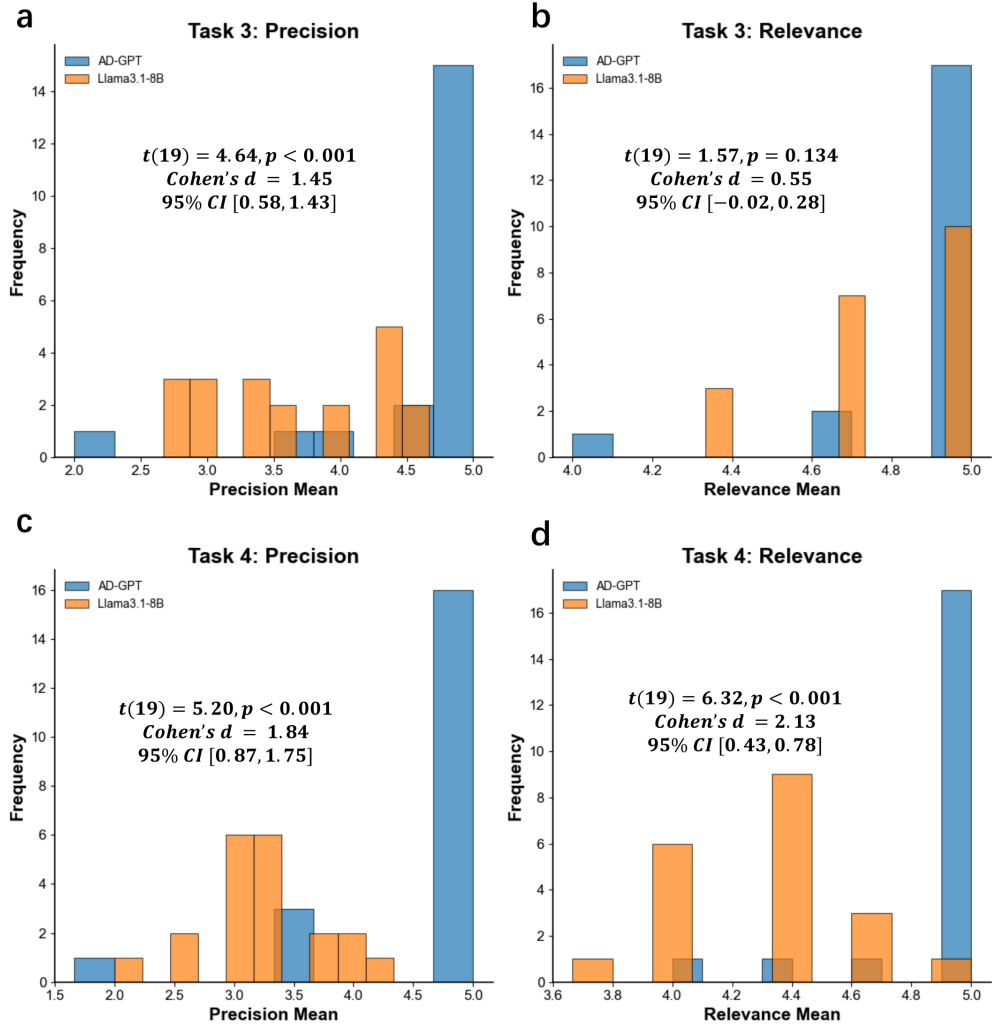 a
Task 3: Precision
AD-GPT
Llama3.1-8B
t(19) = 4.64, p < 0.001
Cohen's d = 1.45
95% CI [0.58, 1.43]
Frequency
14
12
10
8
6
4
2
0
2.0 2.5 3.0 3.5 4.0 4.5 5.0
Precision Mean
b
Task 3: Relevance
AD-GPT
Llama3.1-8B
t(19) = 1.57, p = 0.134
Cohen's d = 0.55
95% CI [−0.02, 0.28]
Frequency
16
14
12
10
8
6
4
2
0
4.0 4.2 4.4 4.6 4.8 5.0
Relevance Mean
c
Task 4: Precision
AD-GPT
Llama3.1-8B
t(19) = 5.20, p < 0.001
Cohen's d = 1.84
95% CI [0.87, 1.75]
Frequency
16
14
12
10
8
6
4
2
0
1.5 2.0 2.5 3.0 3.5 4.0 4.5 5.0
Precision Mean
d
Task 4: Relevance
AD-GPT
Llama3.1-8B
t(19) = 6.32, p < 0.001
Cohen's d = 2.13
95% CI [0.43, 0.78]
Frequency
16
14
12
10
8
6
4
2
0
3.6 3.8 4.0 4.2 4.4 4.6 4.8 5.0
Relevance Mean